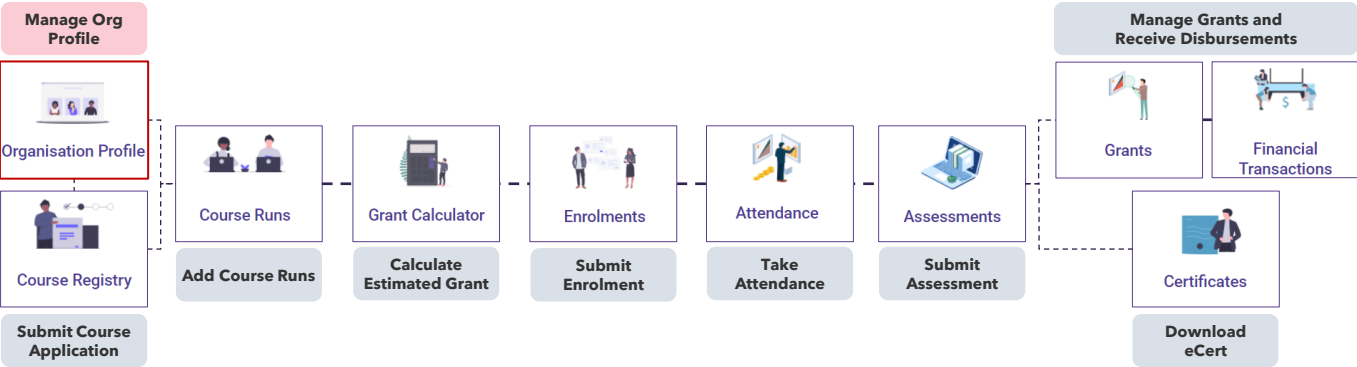 Manage Org
Profile
Organisation Profile
Course Registry
Submit Course
Application
Course Runs
Add Course Runs
Grant Calculator
Calculate
Estimated Grant
Enrolments
Submit
Enrolment
Attendance
Take
Attendance
Assessments
Submit
Assessment
Manage Grants and
Receive Disbursements
Grants
$
Financial
Transactions
Certificates
Download
eCert